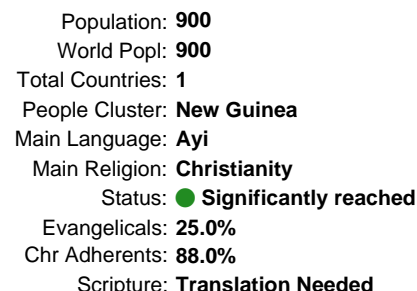 Population: 900
World Popl: 900
Total Countries: 1
People Cluster: New Guinea
Main Language: Ayi
Main Religion: Christianity
Status: Significantly reached
Evangelicals: 25.0%
Chr Adherents: 88.0%
Scripture: Translation Needed